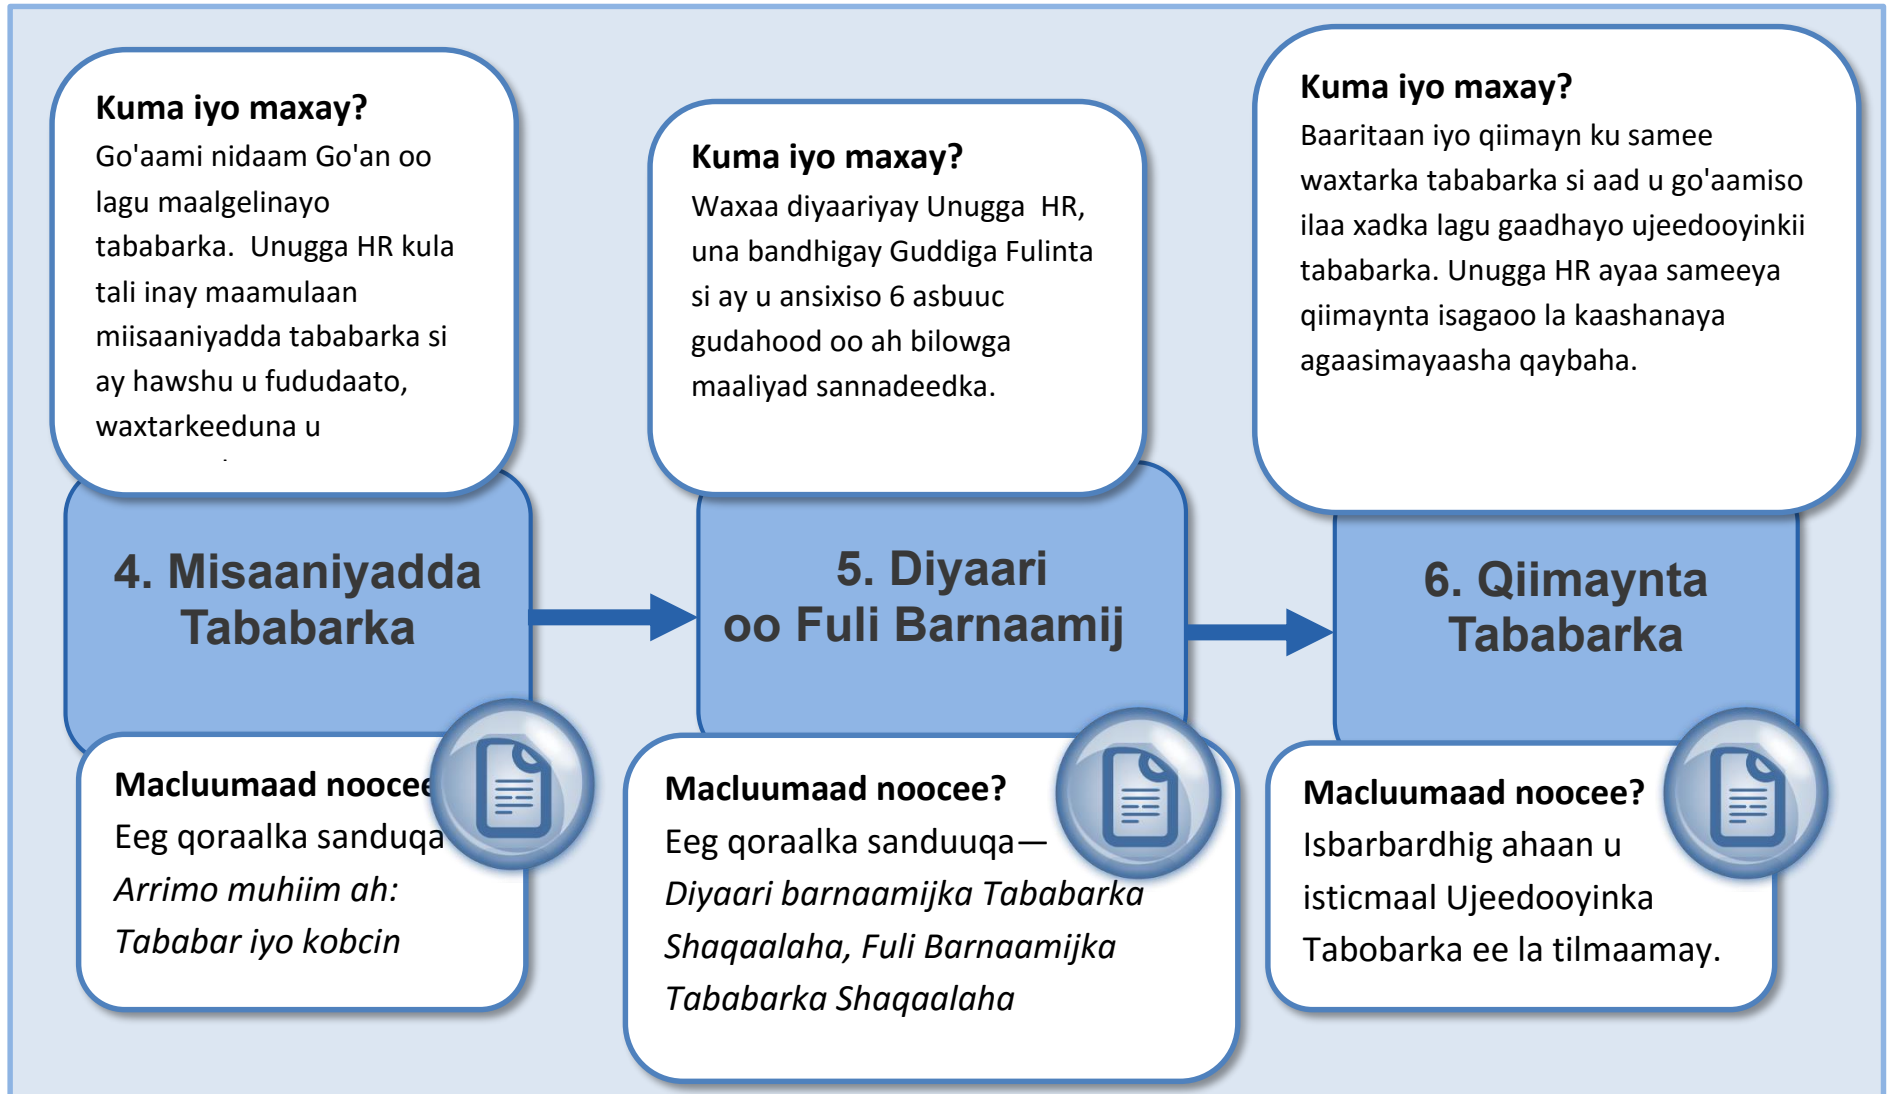 Kuma iyo maxay?
Go'aami nidaam Go'an oo
lagu maalgelinayo
tababarka.  Unugga HR kula
tali inay maamulaan
miisaaniyadda tababarka si
ay hawshu u fududaato,
waxtarkeeduna u
4. Misaaniyadda
Tababarka
Macluumaad noocee
Eeg qoraalka sanduqa
Arrimo muhiim ah:
Tababar iyo kobcin
Kuma iyo maxay?
Waxaa diyaariyay Unugga  HR,
una bandhigay Guddiga Fulinta
si ay u ansixiso 6 asbuuc
gudahood oo ah bilowga
maaliyad sannadeedka.
5. Diyaari
oo Fuli Barnaamij
Macluumaad noocee?
Eeg qoraalka sanduuqa—
Diyaari barnaamijka Tababarka
Shaqaalaha, Fuli Barnaamijka
Tababarka Shaqaalaha
Kuma iyo maxay?
Baaritaan iyo qiimayn ku samee
waxtarka tababarka si aad u go'aamiso
ilaa xadka lagu gaadhayo ujeedooyinkii
tababarka. Unugga HR ayaa sameeya
qiimaynta isagaoo la kaashanaya
agaasimayaasha qaybaha.
6. Qiimaynta
Tababarka
Macluumaad noocee?
Isbarbardhig ahaan u
isticmaal Ujeedooyinka
Tabobarka ee la tilmaamay.